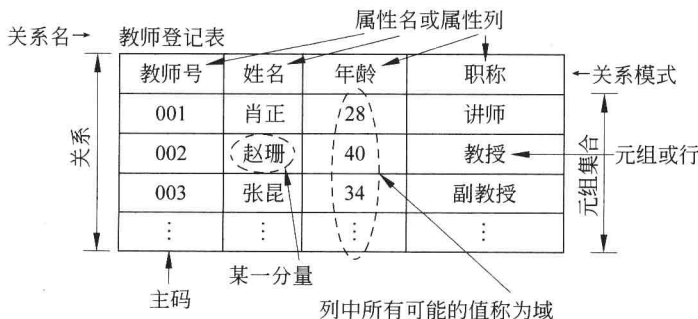 属性名或属性列
关系名→ 教师登记表
教师号 姓名 年龄 职称 ←关系模式
001 肖正 28 讲师
002 赵珊 40 教授 元组或行
003 张昆 34 副教授
⋮ ⋮ ⋮ ⋮
关系
元组集合
某一分量
主码
列中所有可能的值称为域